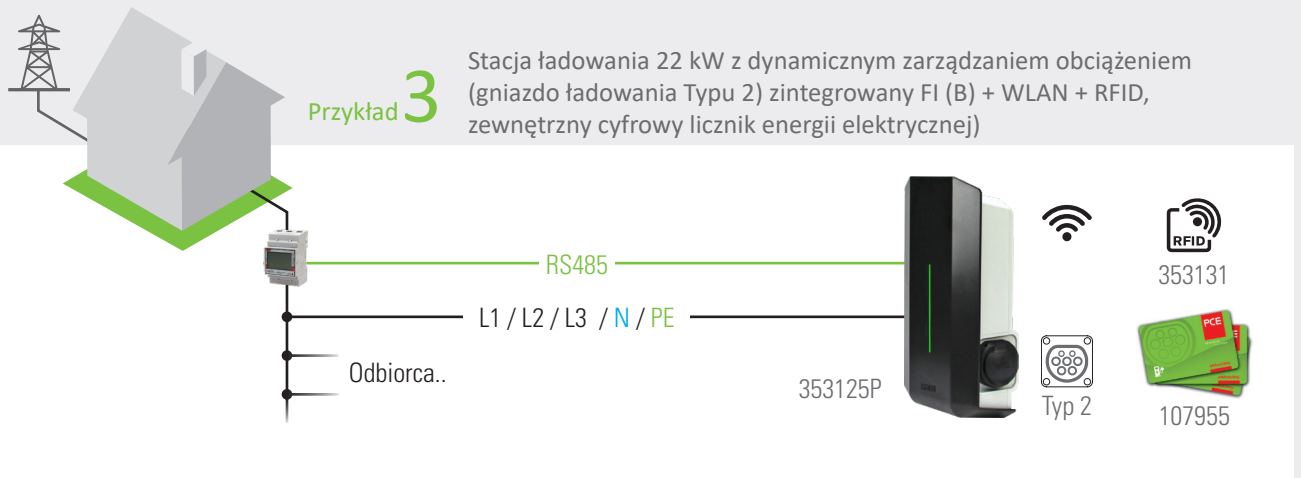 Przykład 3
Stacja ładowania 22 kW z dynamicznym zarządzaniem obciążeniem
(gniazdo ładowania Typu 2) zintegrowany FI (B) + WLAN + RFID,
zewnętrzny cyfrowy licznik energii elektrycznej)
RS485
L1 / L2 / L3 / N / PE
Odbiorca..
353125P
Typ 2
RFID
353131
PCE
107955